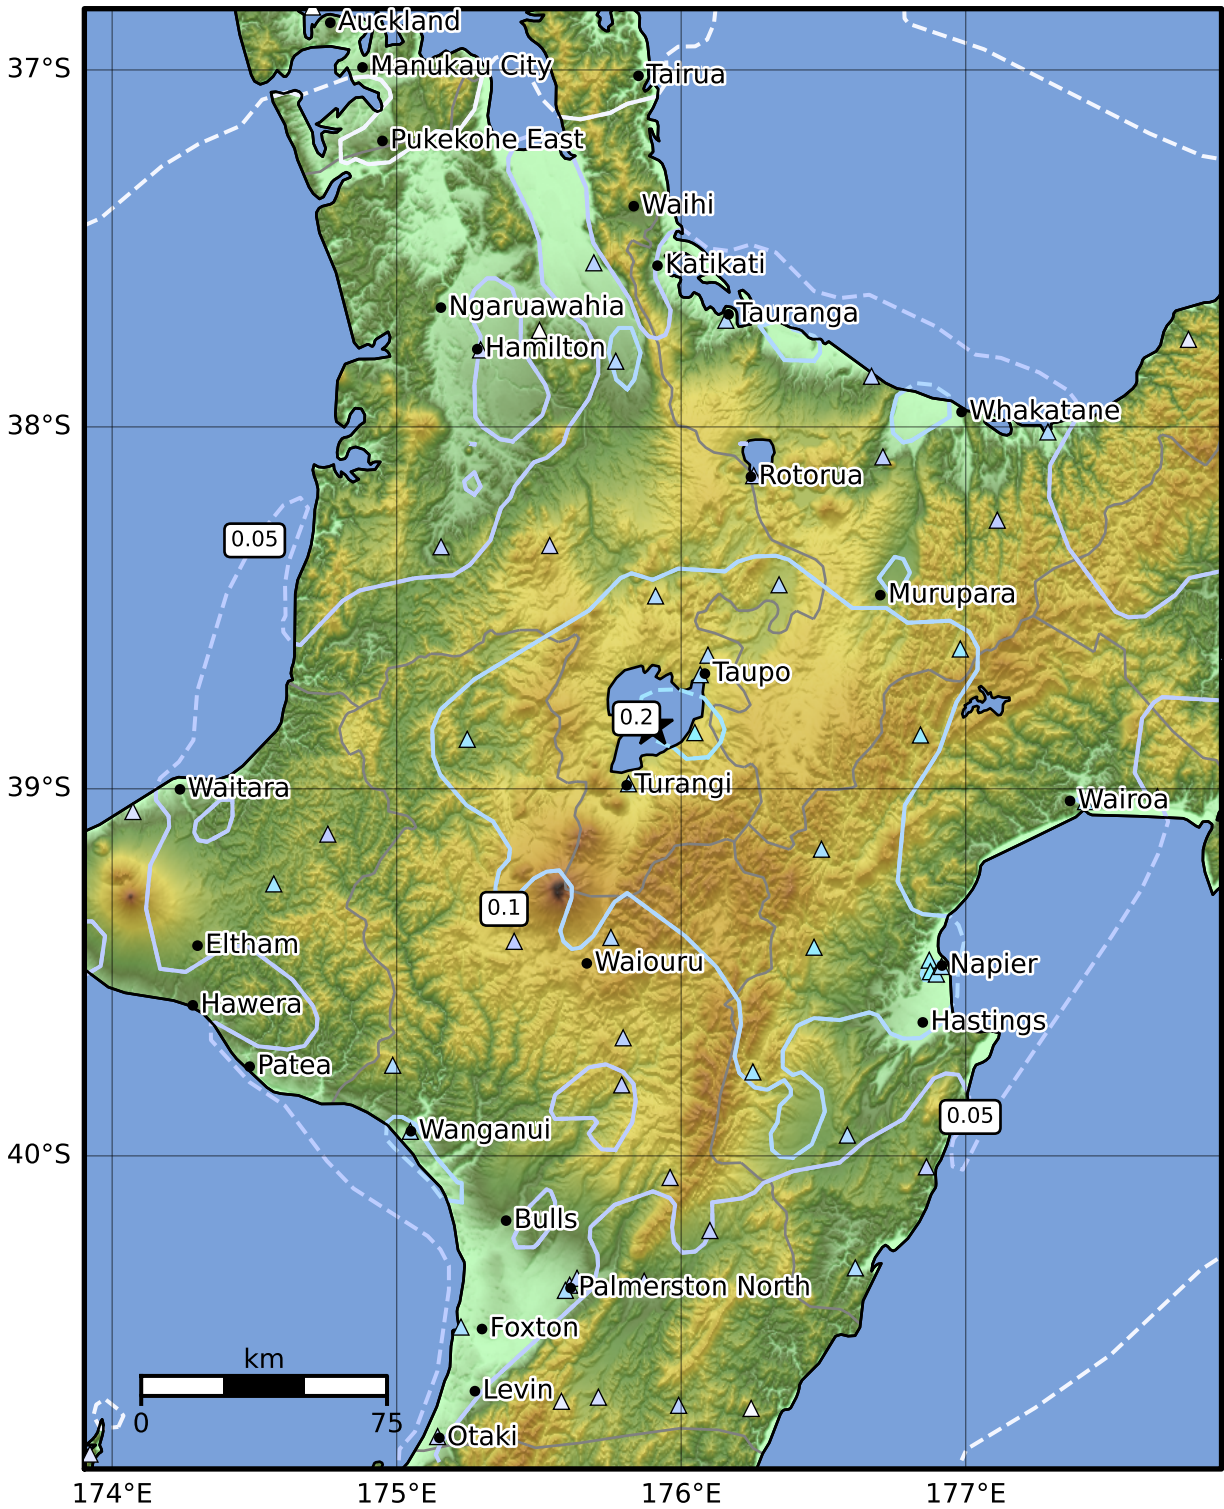 Auckland
37°S
Manukau City
Tairua
Pukekohe East
Waihi
Katikati
Ngaruawahia
Tauranga
Hamilton
Whakatane
38°S
Rotorua
0.05
Murupara
Taupo
0.2
Turangi
39°S
Waitara
Wairoa
0.1
Eltham
Waiouru
Napier
Hawera
Hastings
Patea
0.05
Wanganui
40°S
Bulls
Palmerston North
Foxton
km
Levin
0 75
Otaki
174°E 175°E 176°E 177°E